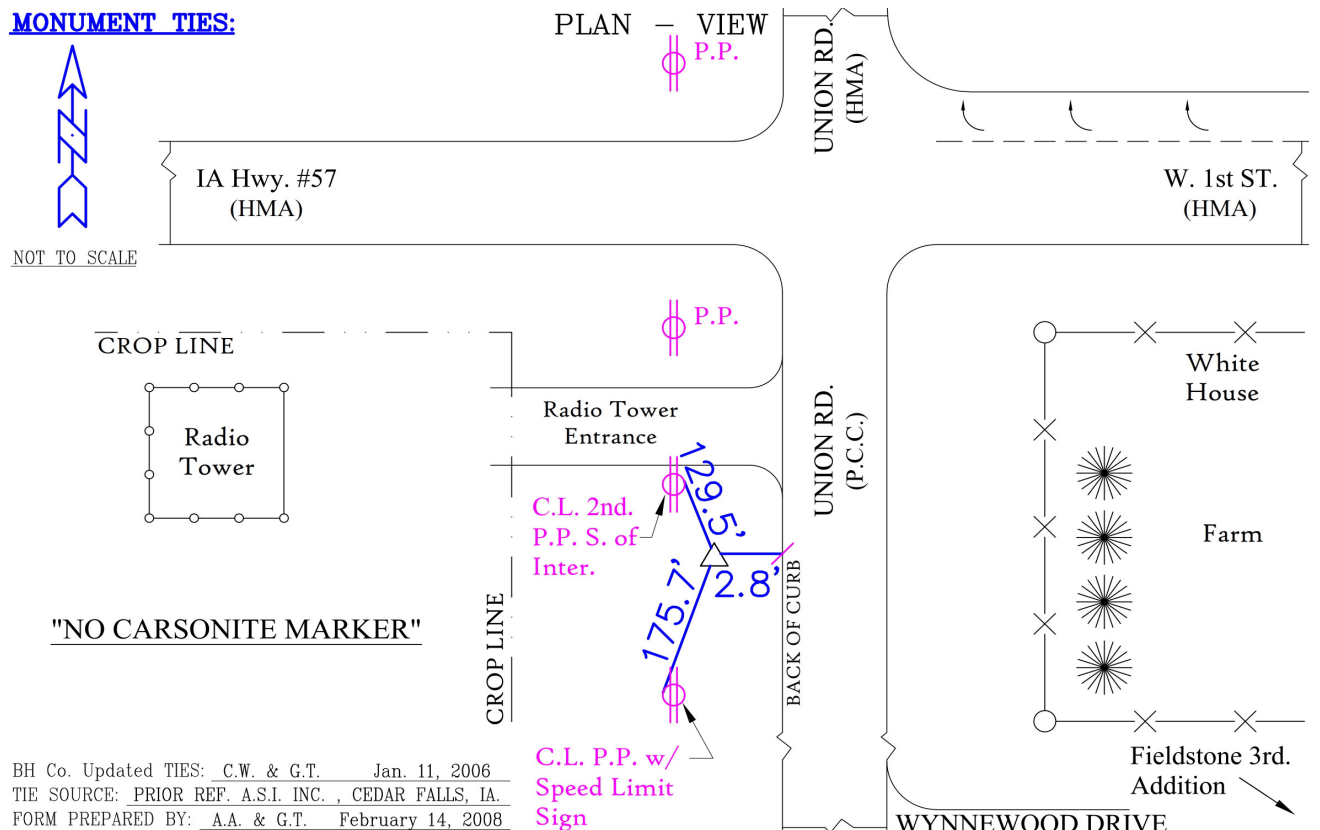 MONUMENT TIES:
PLAN - VIEW
P.P.
UNION RD.
(HMA)
IA Hwy. #57
(HMA)
W. 1st ST.
(HMA)
NOT TO SCALE
P.P.
CROP LINE
Radio
Tower
Radio Tower
Entrance
UNION RD.
(P.C.C.)
White
House
C.L. 2nd.
P.P. S. of
Inter.
129.5'
2.8'
175.7'
BACK OF CURB
Farm
"NO CARSONITE MARKER"
CROP LINE
C.L. P.P. w/
Speed Limit
Sign
Fieldstone 3rd.
Addition
BH Co. Updated TIES: C.W. & G.T. Jan. 11, 2006
TIE SOURCE: PRIOR REF. A.S.I. INC. , CEDAR FALLS, IA.
FORM PREPARED BY: A.A. & G.T. February 14, 2008
WYNNEWOOD DRIVE
N